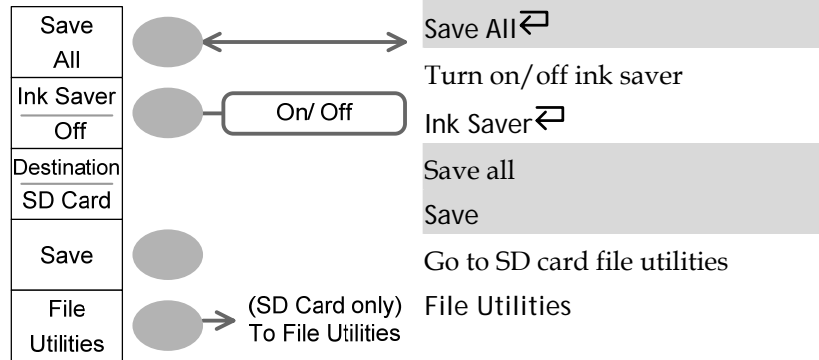 Save
All
Ink Saver
Off
On/ Off
Destination
SD Card
Save
File
Utilities
(SD Card only)
To File Utilities
Save All
Turn on/off ink saver
Ink Saver
Save all
Save
Go to SD card file utilities
File Utilities